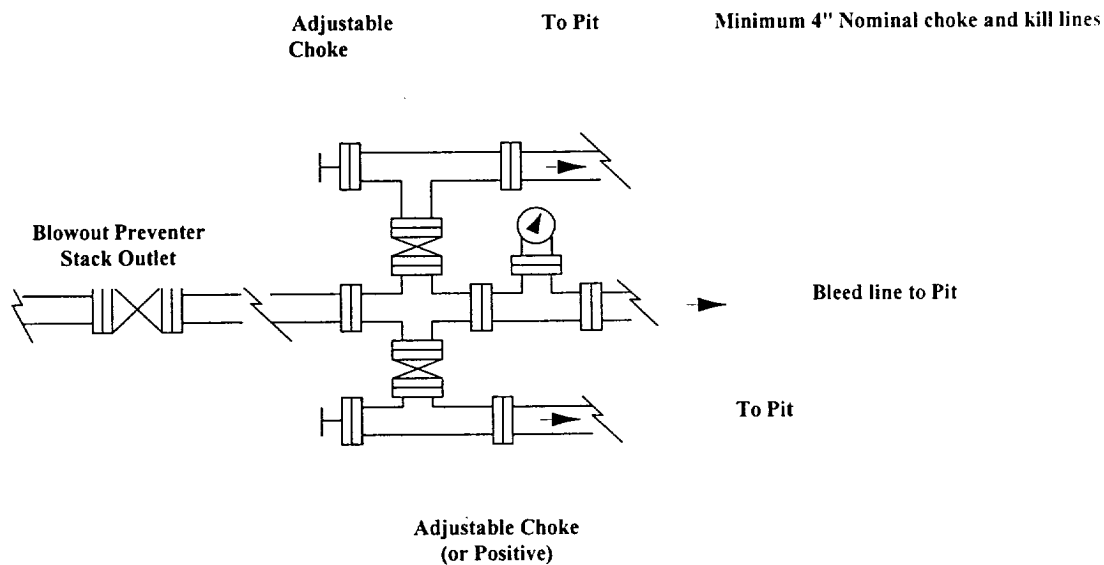 Adjustable
Choke
To Pit
Minimum 4" Nominal choke and kill lines
Blowout Preventer
Stack Outlet
Bleed line to Pit
To Pit
Adjustable Choke
(or Positive)